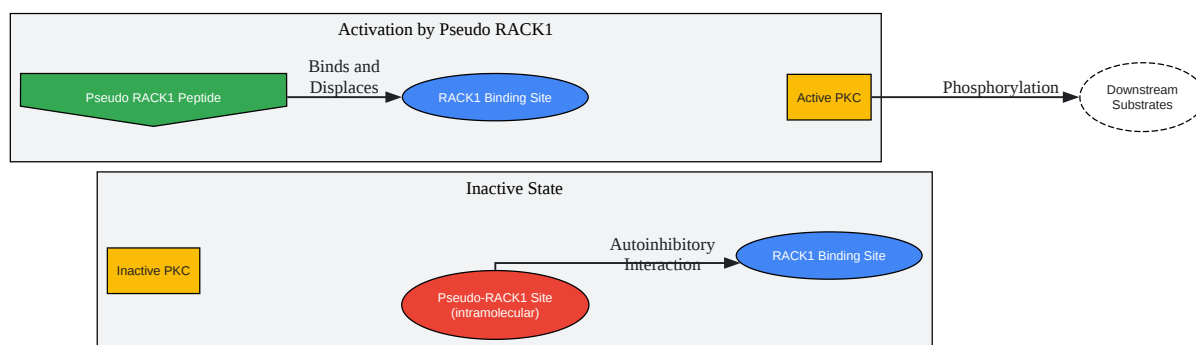 Activation by Pseudo RACK1
Pseudo RACK1 Peptide
Binds and
Displaces
RACK1 Binding Site
Active PKC
Phosphorylation
Downstream
Substrates
Inactive State
Inactive PKC
Pseudo-RACK1 Site
(intramolecular)
Autoinhibitory
Interaction
RACK1 Binding Site